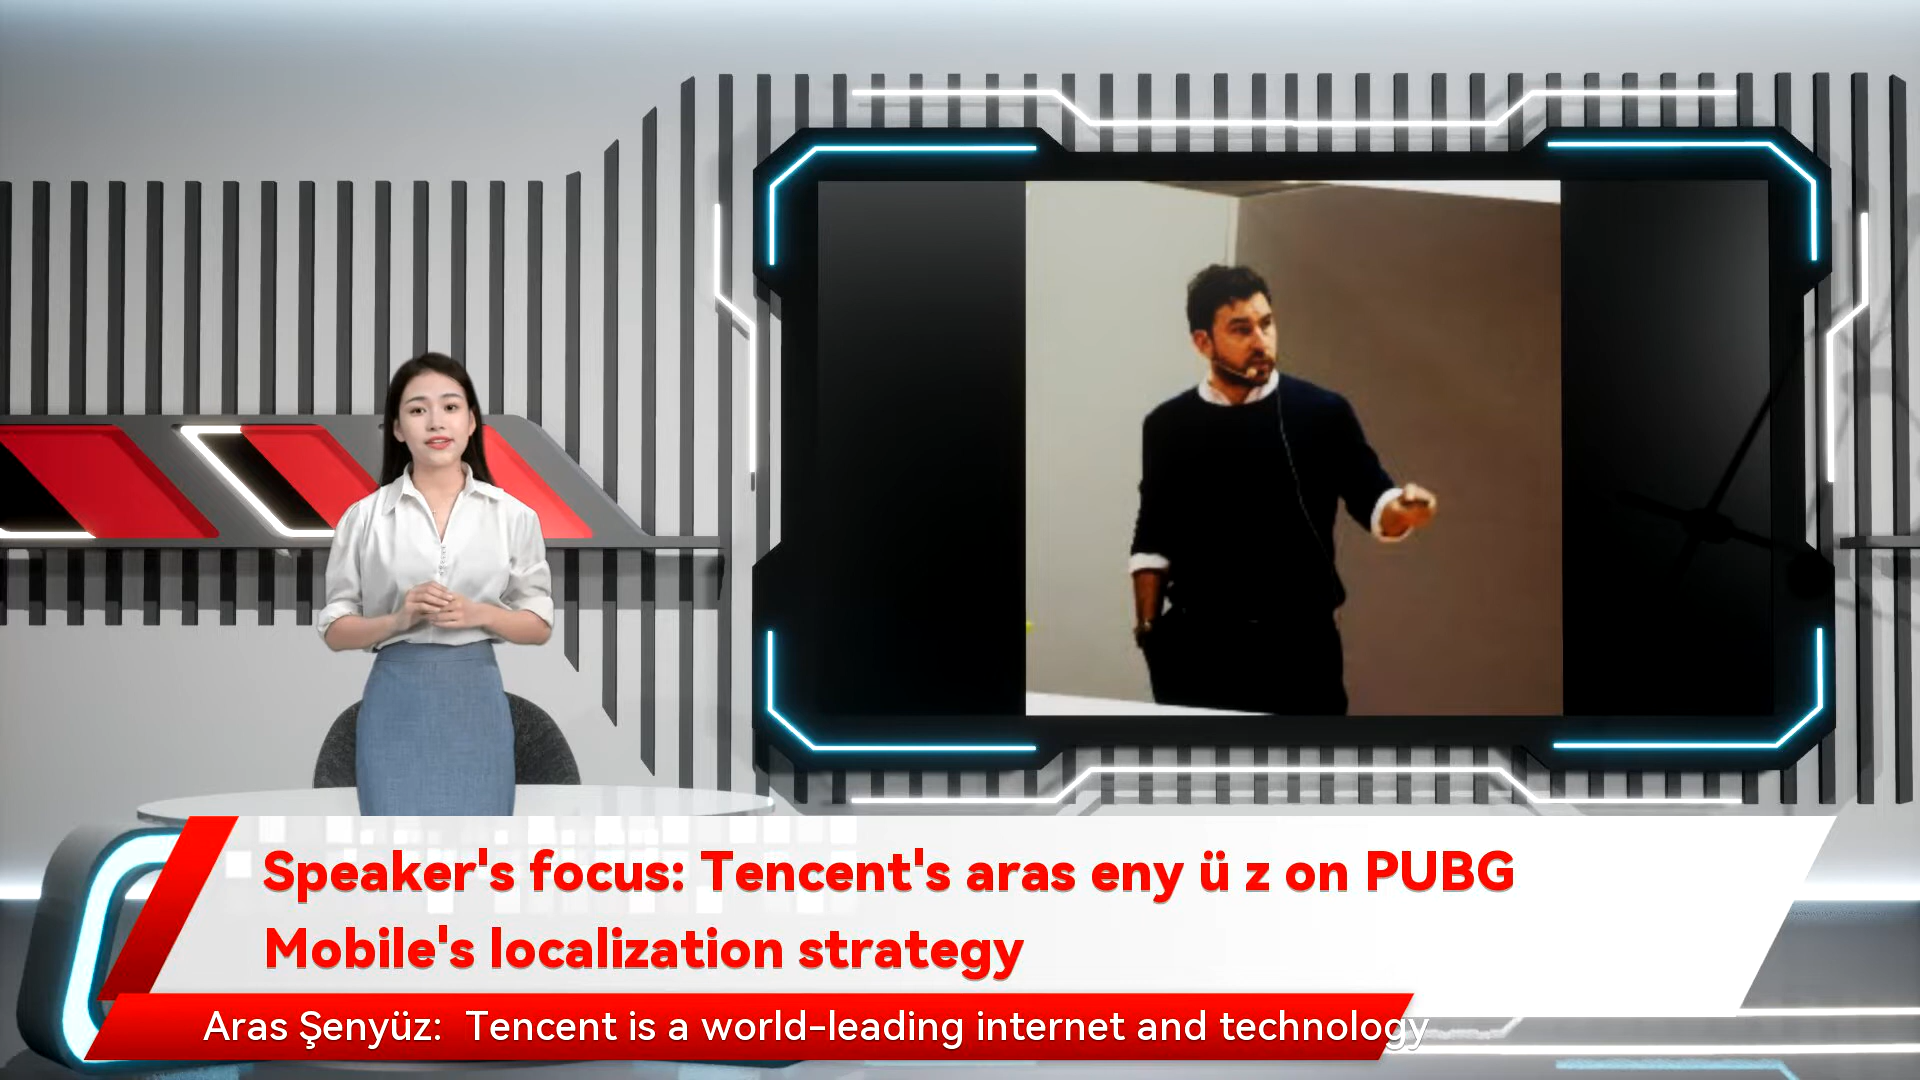 Speaker's focus: Tencent's aras eny ü z on PUBG
Mobile's localization strategy
Aras Şenyüz: Tencent is a world-leading internet and technology